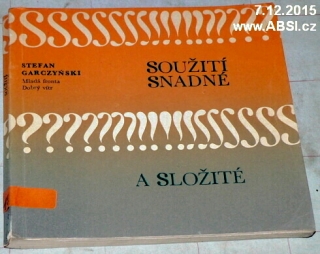 7.12.2015
www.ABSI.cz
STEFAN
GARCZYŃSKI
Mladá fronta
Dobrý vítr
SOUŽITÍ
SNADNÉ
A SLOŽITÉ